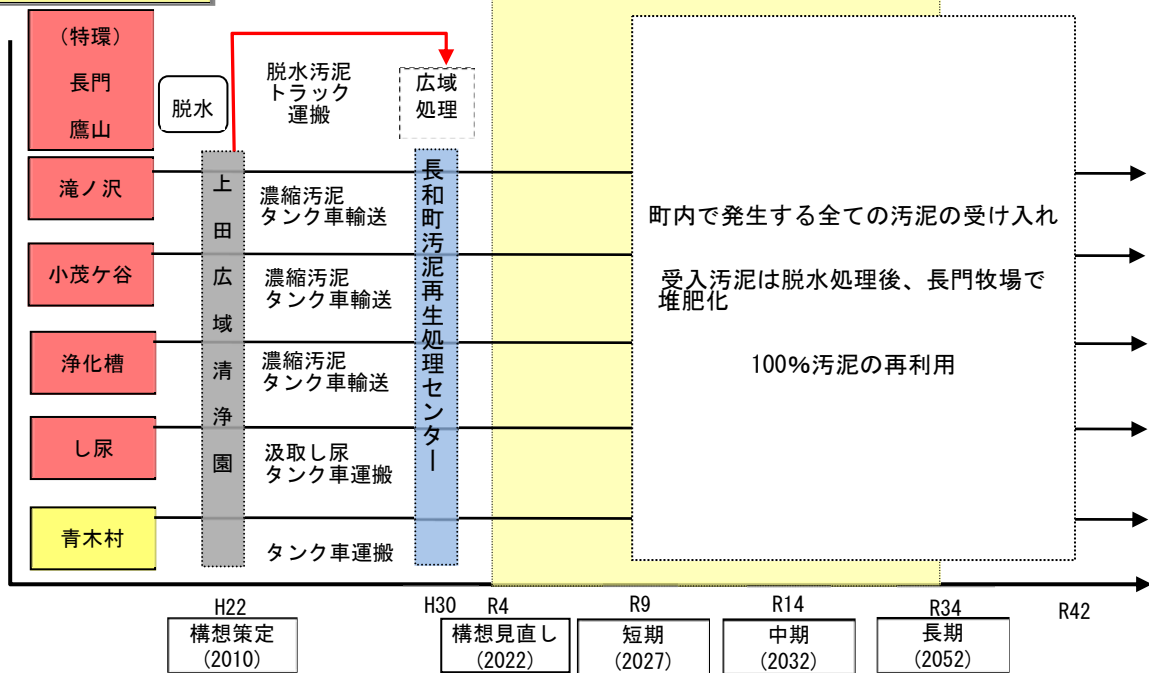 (特環)
長門
鷹山
脱水
脱水汚泥
トラック
運搬
広域
処理
滝ノ沢
小茂ケ谷
浄化槽
し尿
青木村
上田広域清浄園
濃縮汚泥
タンク車輸送
濃縮汚泥
タンク車輸送
濃縮汚泥
タンク車輸送
汲取し尿
タンク車運搬
タンク車運搬
長和町汚泥再生処理センター
町内で発生する全ての汚泥の受け入れ
受入汚泥は脱水処理後、長門牧場で
堆肥化
100%汚泥の再利用
H22
H30
R4
R9
R14
R34
R42
構想策定
(2010)
構想見直し
(2022)
短期
(2027)
中期
(2032)
長期
(2052)